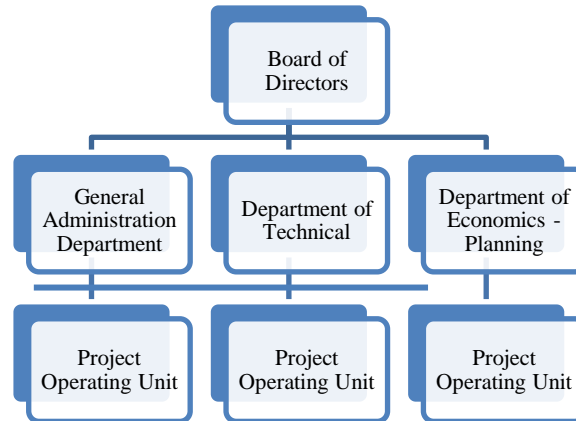 Board of
Directors
General
Administration
Department
Department of
Technical
Department of
Economics -
Planning
Project
Operating Unit
Project
Operating Unit
Project
Operating Unit